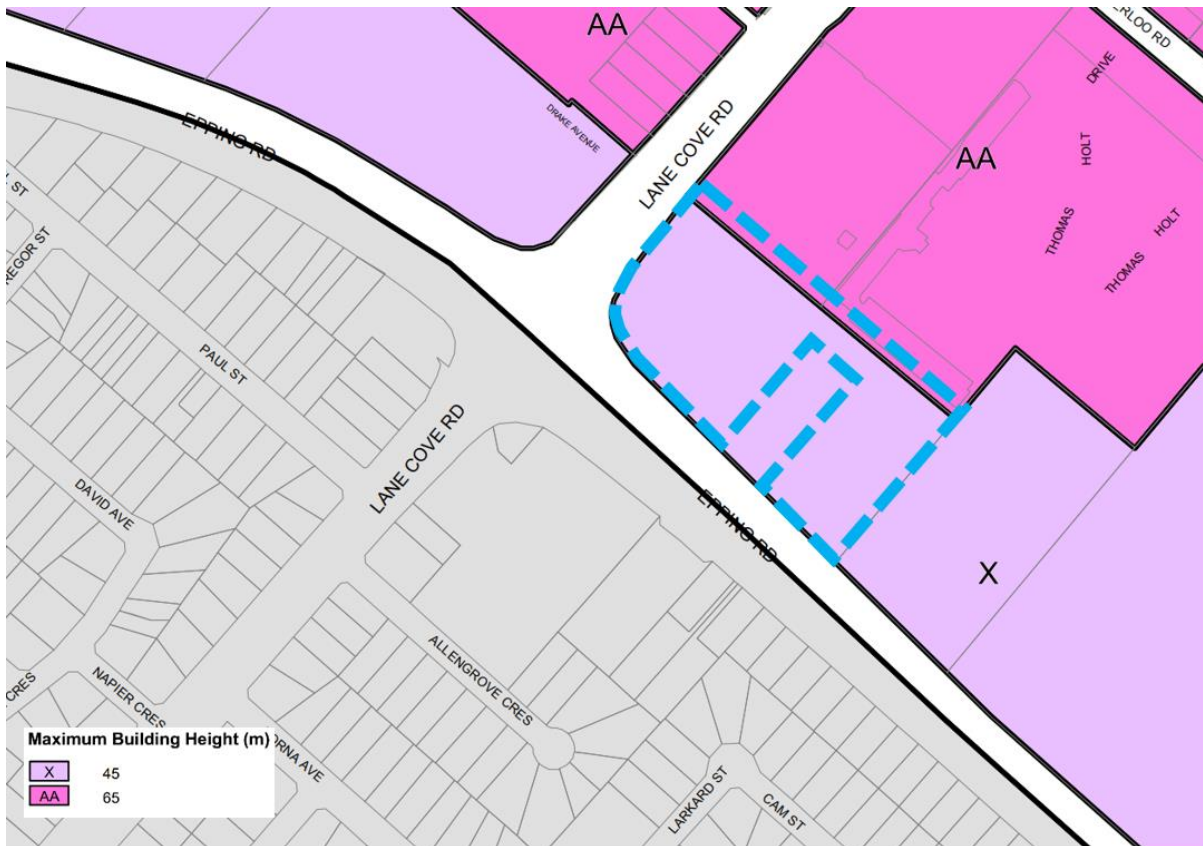 AA
ERLOO RD
DRIVE
DRAKE AVENUE
LANE COVE RD
EPPING RD
HOLT
AA
THOMAS
HOLT
THOMAS
ST
REGOR ST
PAUL ST
LANE COVE RD
DAVID AVE
EPPING RD
X
ALLENGROVE CRES
NAPIER CRES
CRES
ORNA AVE
LARKARD ST
CAM ST
Maximum Building Height (m)
X 45
AA 65